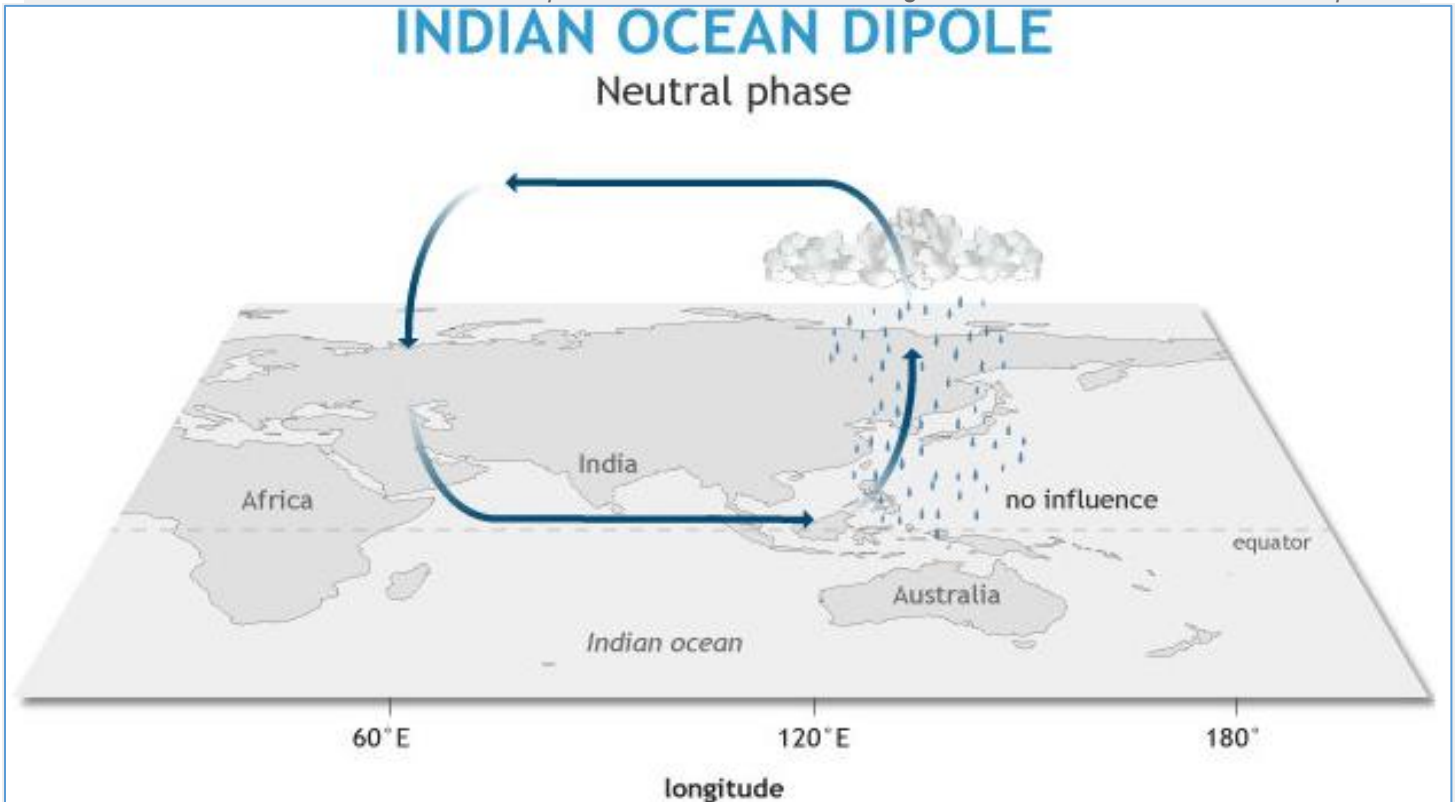 INDIAN OCEAN DIPOLE
Neutral phase
India
Africa
no influence
equator
Australia
Indian ocean
60°E
120°E
180°
longitude